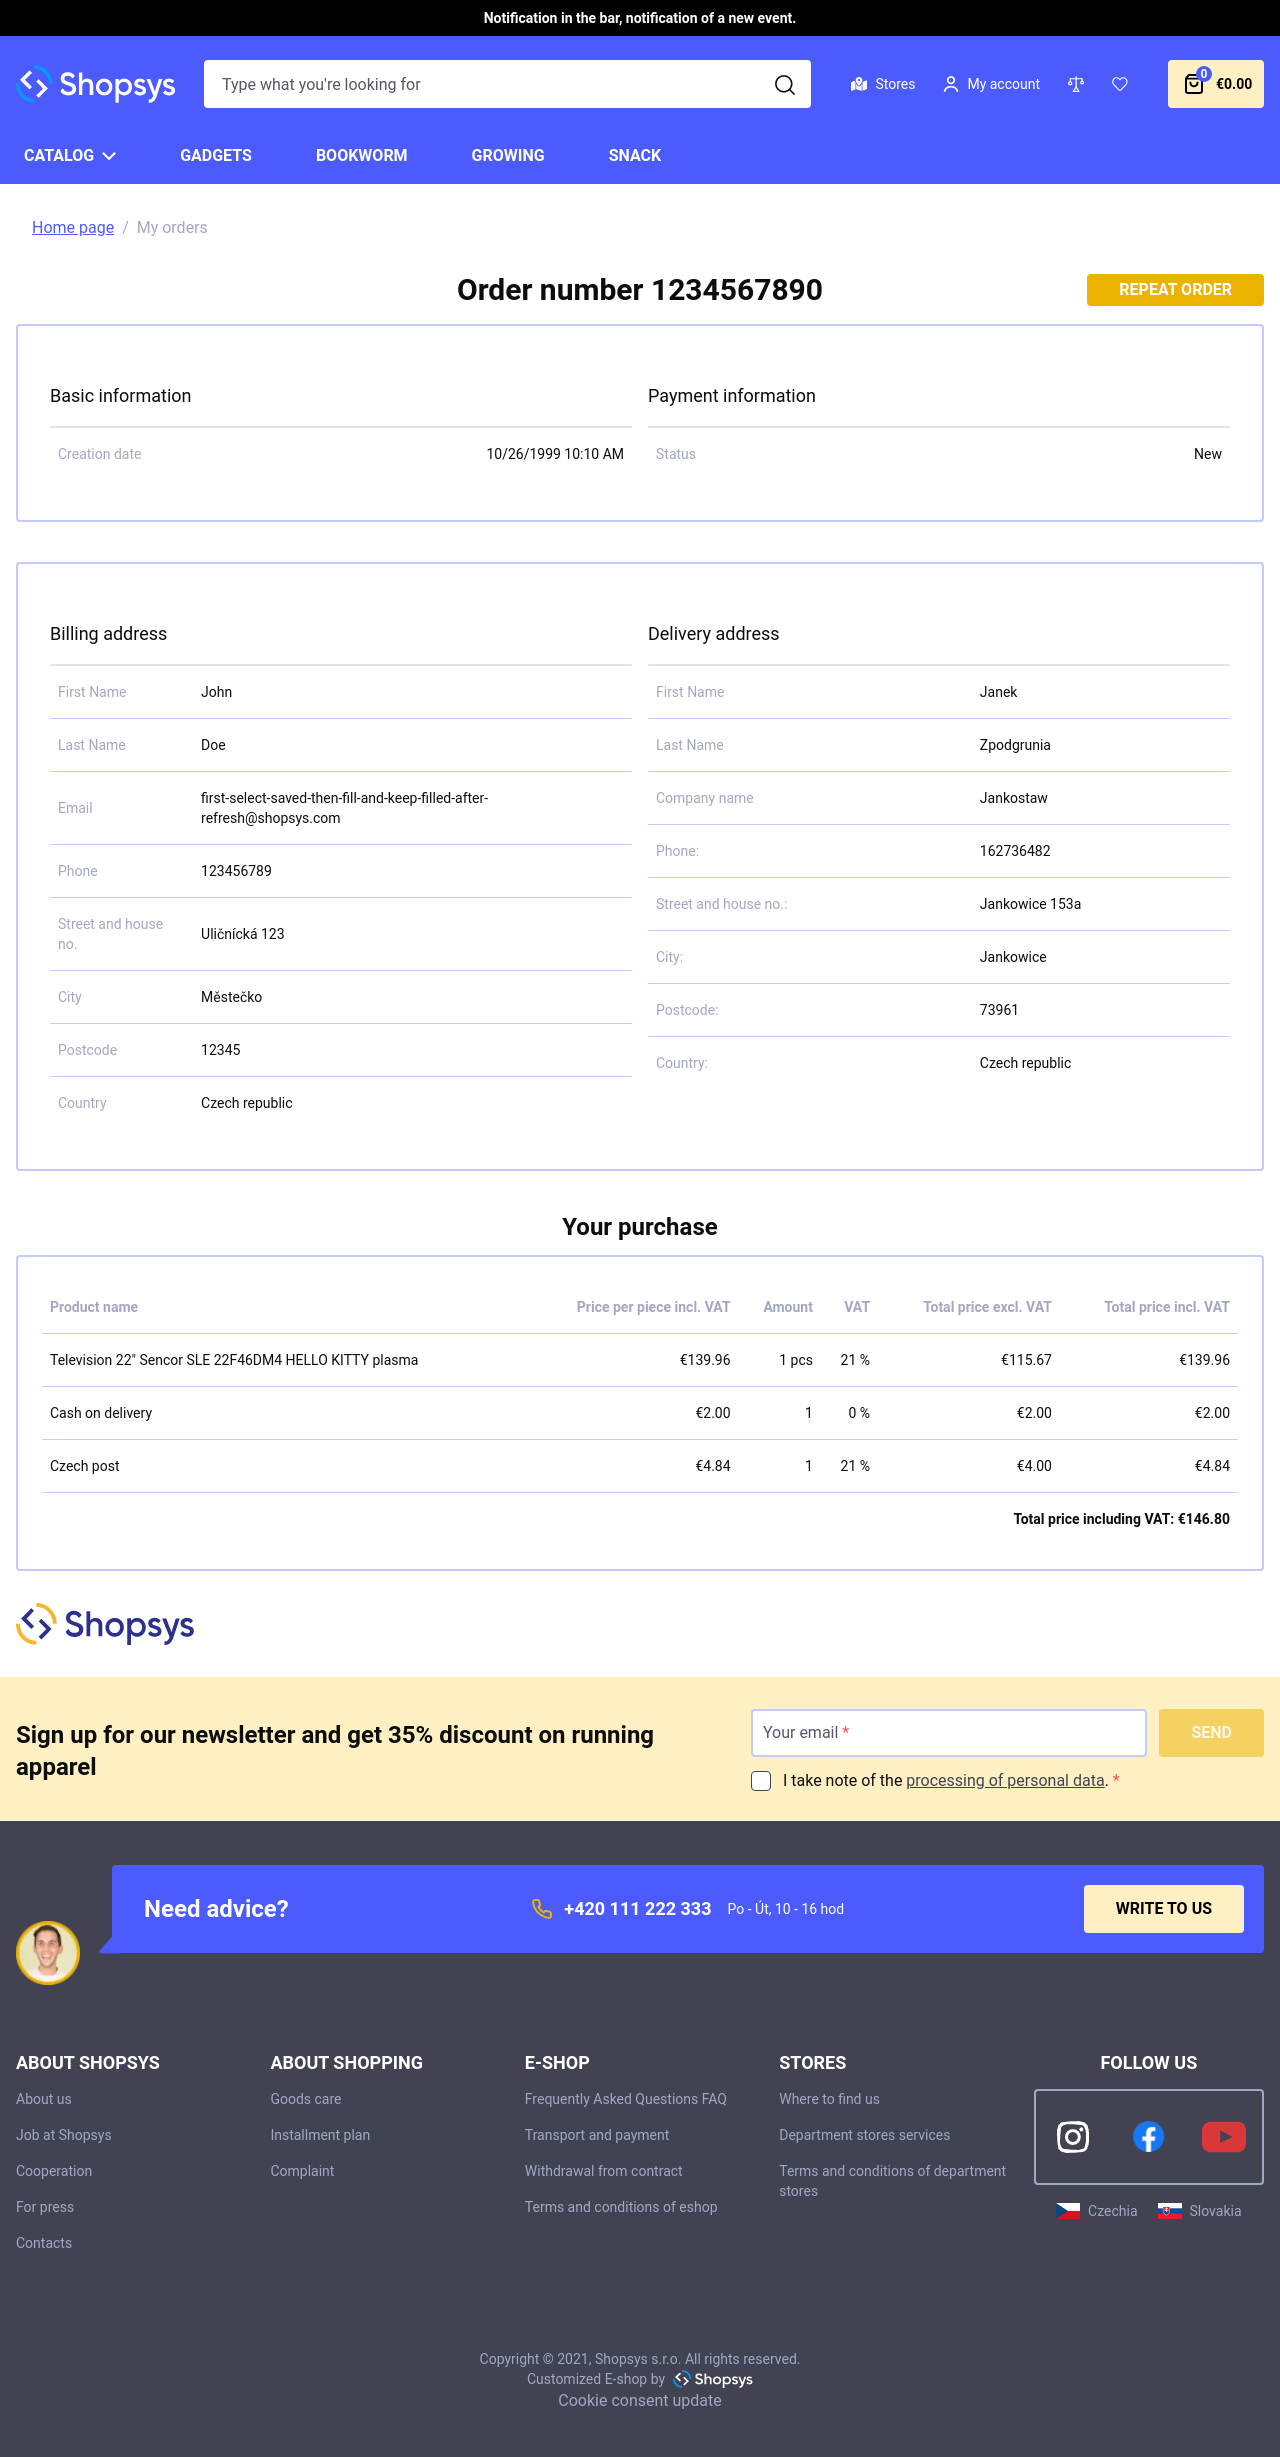 Notification in the bar, notification of a new event.
Shopsys
Type what you're looking for
Stores
My account
0
€0.00
CATALOG
GADGETS
BOOKWORM
GROWING
SNACK
Home page / My orders
Order number 1234567890
REPEAT ORDER
Basic information
Creation date 10/26/1999 10:10 AM
Payment information
Status New
Billing address
First Name John
Last Name Doe
Email first-select-saved-then-fill-and-keep-filled-after-
refresh@shopsys.com
Phone 123456789
Street and house
no.
Uličnícká 123
City Městečko
Postcode 12345
Country Czech republic
Delivery address
First Name Janek
Last Name Zpodgrunia
Company name Jankostaw
Phone: 162736482
Street and house no.: Jankowice 153a
City: Jankowice
Postcode: 73961
Country: Czech republic
Your purchase
Product name Price per piece incl. VAT Amount VAT Total price excl. VAT Total price incl. VAT
Television 22" Sencor SLE 22F46DM4 HELLO KITTY plasma €139.96 1 pcs 21 % €115.67 €139.96
Cash on delivery €2.00 1 0 % €2.00 €2.00
Czech post €4.84 1 21 % €4.00 €4.84
Total price including VAT: €146.80
Shopsys
Sign up for our newsletter and get 35% discount on running
apparel
Your email *
SEND
I take note of the processing of personal data. *
Need advice?
+420 111 222 333
Po - Út, 10 - 16 hod
WRITE TO US
ABOUT SHOPSYS
About us
Job at Shopsys
Cooperation
For press
Contacts
ABOUT SHOPPING
Goods care
Installment plan
Complaint
E-SHOP
Frequently Asked Questions FAQ
Transport and payment
Withdrawal from contract
Terms and conditions of eshop
STORES
Where to find us
Department stores services
Terms and conditions of department
stores
FOLLOW US
Czechia
Slovakia
Copyright © 2021, Shopsys s.r.o. All rights reserved.
Customized E-shop by Shopsys
Cookie consent update